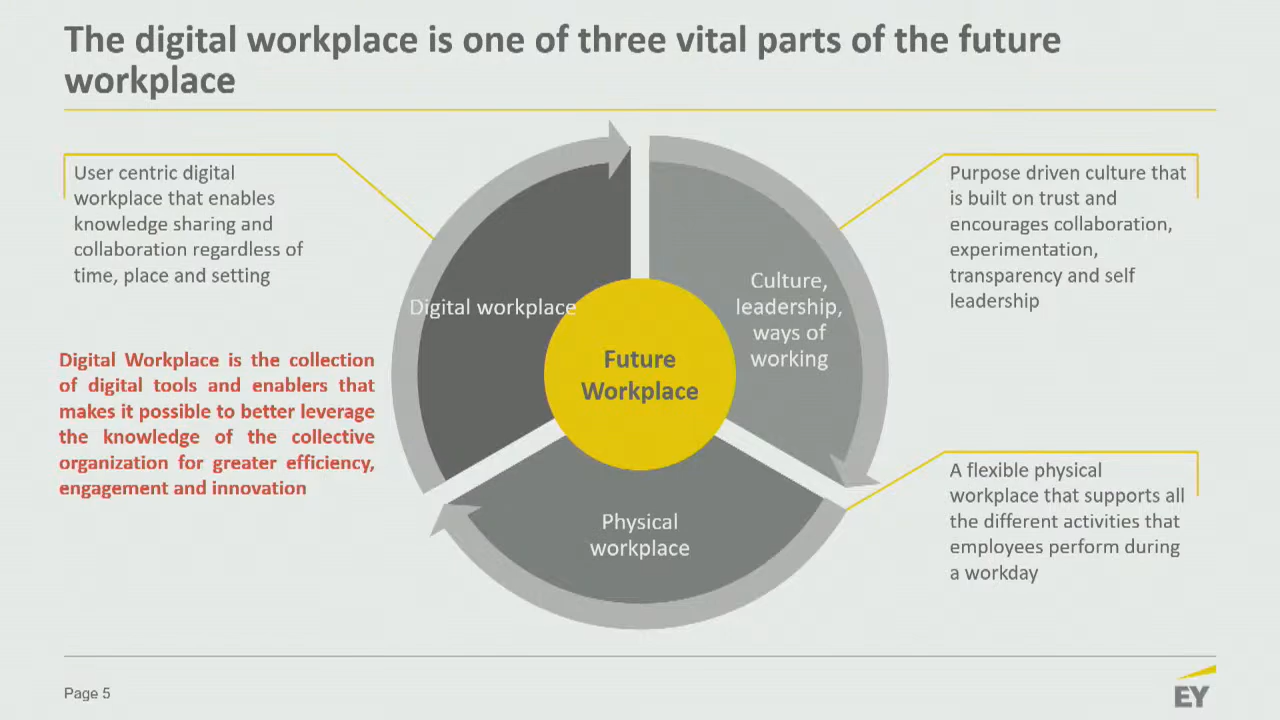 The digital workplace is one of three vital parts of the future
workplace
User centric digital
workplace that enables
knowledge sharing and
collaboration regardless of
time, place and setting
Digital Workplace is the collection
of digital tools and enablers that
makes it possible to better leverage
the knowledge of the collective
organization for greater efficiency,
engagement and innovation
Digital workplace
Future
Workplace
Culture,
leadership,
ways of
working
Physical
workplace
Purpose driven culture that
is built on trust and
encourages collaboration,
experimentation,
transparency and self
leadership
A flexible physical
workplace that supports all
the different activities that
employees perform during
a workday
Page 5
EY